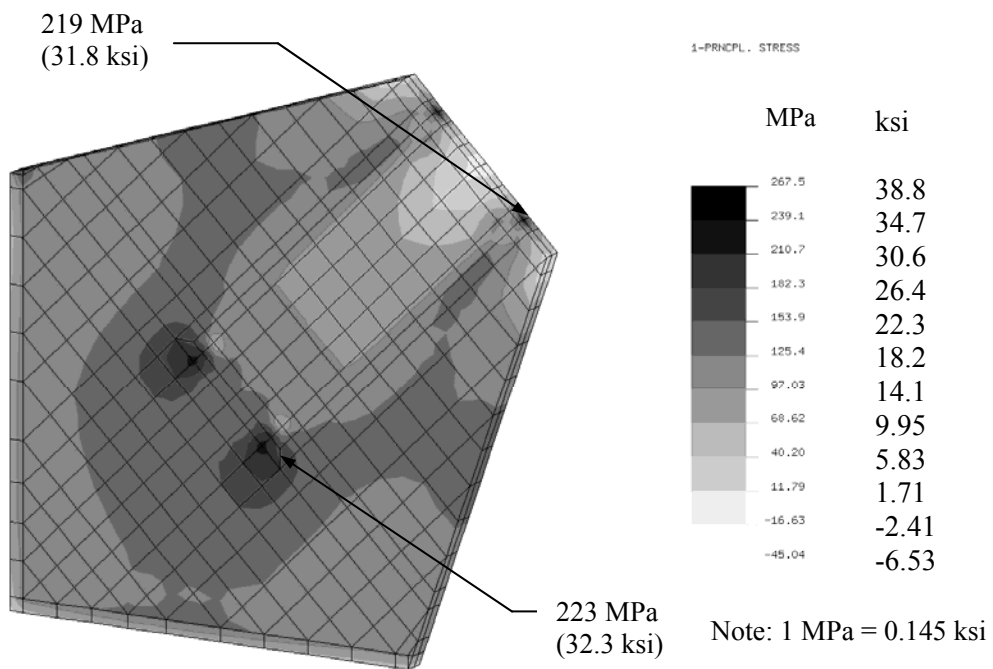 219 MPa
(31.8 ksi)
1-PRNCPL. STRESS
MPa ksi
267.5 38.8
239.1 34.7
210.7 30.6
182.3 26.4
153.9 22.3
125.4 18.2
97.03 14.1
68.62 9.95
40.20 5.83
11.79 1.71
-16.63 -2.41
-45.04 -6.53
223 MPa
(32.3 ksi)
Note: 1 MPa = 0.145 ksi